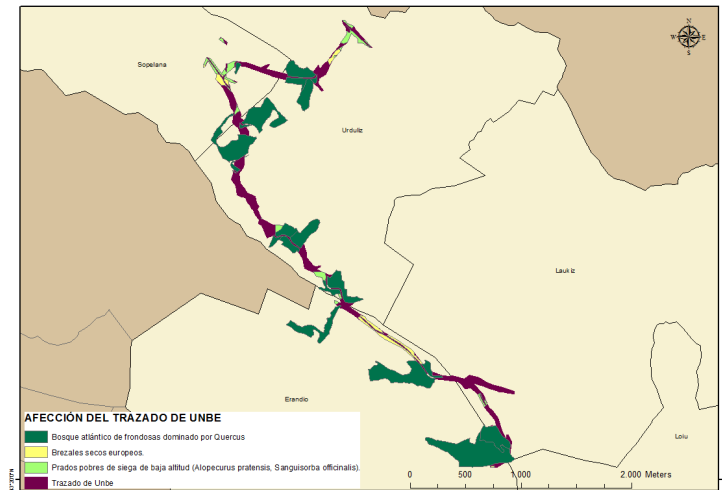 N
W E
S
Sopelana
Urduliz
Laukiz
Erandio
Loiu
AFECCIÓN DEL TRAZADO DE UNBE
Bosque atlántico de frondosas dominado por Quercus
Brezales secos europeos.
Prados pobres de siega de baja altitud (Alopecurus pratensis, Sanguisorba officinalis).
Trazado de Unbe
0 500 1.000 2.000 Meters